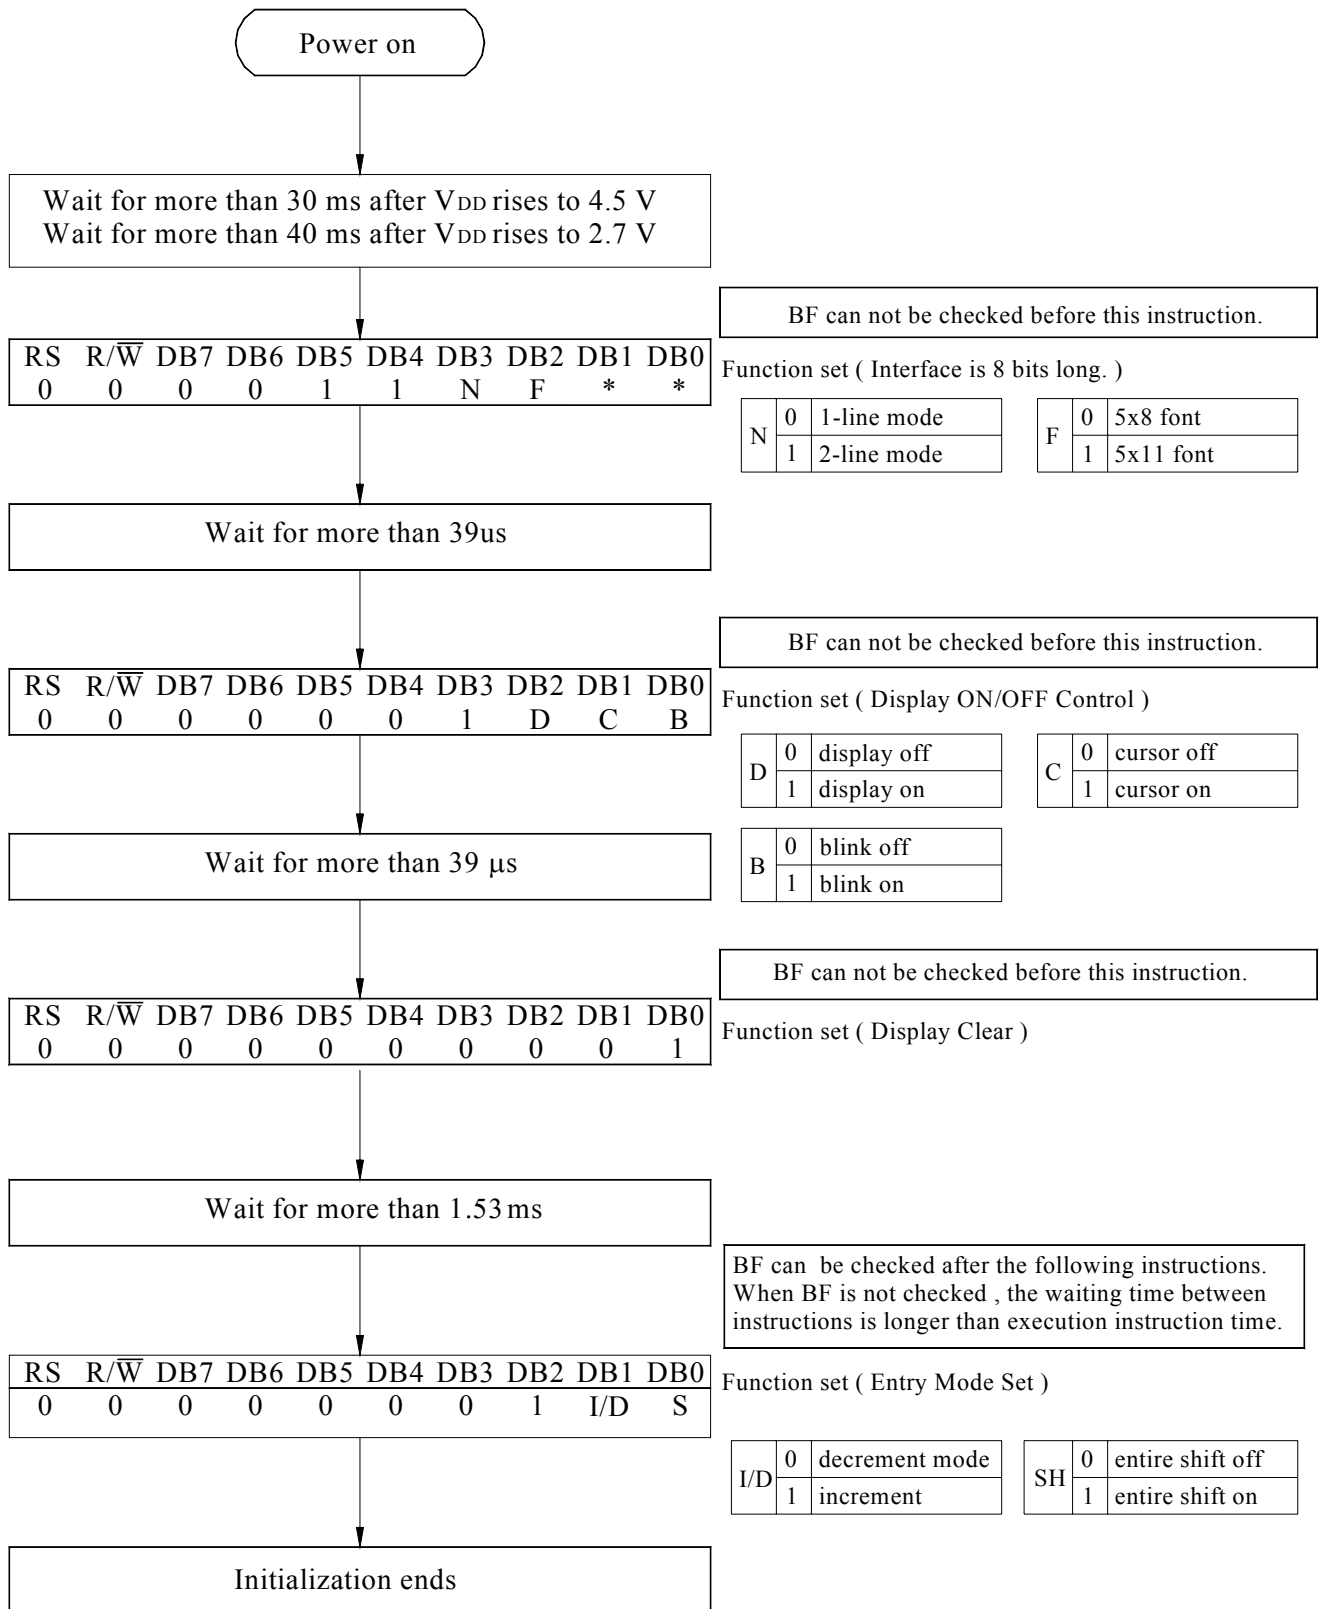 Power on
Wait for more than 30 ms after VDD rises to 4.5 V
Wait for more than 40 ms after VDD rises to 2.7 V
BF can not be checked before this instruction.
RS R/W̅ DB7 DB6 DB5 DB4 DB3 DB2 DB1 DB0
0 0 0 0 1 1 N F * *
Function set ( Interface is 8 bits long. )
N 0 1-line mode
1 2-line mode
F 0 5x8 font
1 5x11 font
Wait for more than 39us
BF can not be checked before this instruction.
RS R/W̅ DB7 DB6 DB5 DB4 DB3 DB2 DB1 DB0
0 0 0 0 0 0 1 D C B
Function set ( Display ON/OFF Control )
D 0 display off
1 display on
C 0 cursor off
1 cursor on
B 0 blink off
1 blink on
Wait for more than 39 μs
BF can not be checked before this instruction.
RS R/W̅ DB7 DB6 DB5 DB4 DB3 DB2 DB1 DB0
0 0 0 0 0 0 0 0 0 1
Function set ( Display Clear )
Wait for more than 1.53 ms
BF can be checked after the following instructions.
When BF is not checked , the waiting time between
instructions is longer than execution instruction time.
RS R/W̅ DB7 DB6 DB5 DB4 DB3 DB2 DB1 DB0
0 0 0 0 0 0 0 1 I/D S
Function set ( Entry Mode Set )
I/D 0 decrement mode
1 increment
SH 0 entire shift off
1 entire shift on
Initialization ends